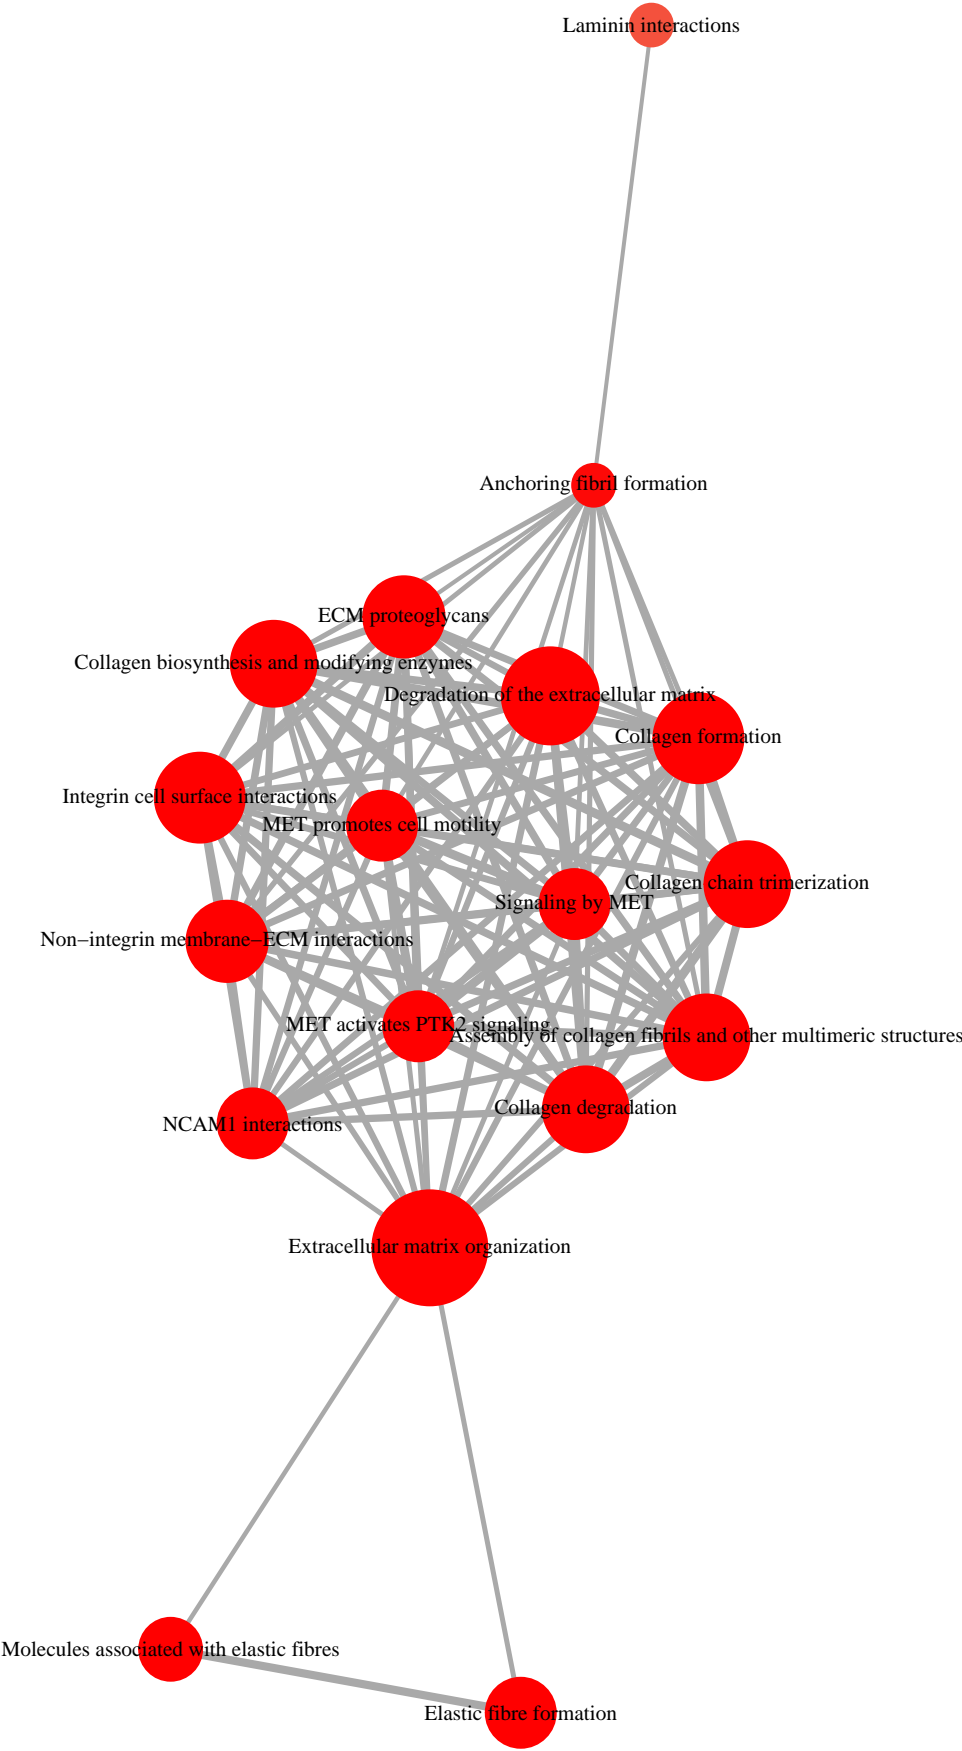 Laminin interactions
Anchoring fibril formation
ECM proteoglycans
Collagen biosynthesis and modifying enzymes
Degradation of the extracellular matrix
Collagen formation
Integrin cell surface interactions
MET promotes cell motility
Collagen chain trimerization
Signaling by MET
Non−integrin membrane−ECM interactions
MET activates PTK2 signaling
Assembly of collagen fibrils and other multimeric structures
Collagen degradation
NCAM1 interactions
Extracellular matrix organization
Molecules associated with elastic fibres
Elastic fibre formation